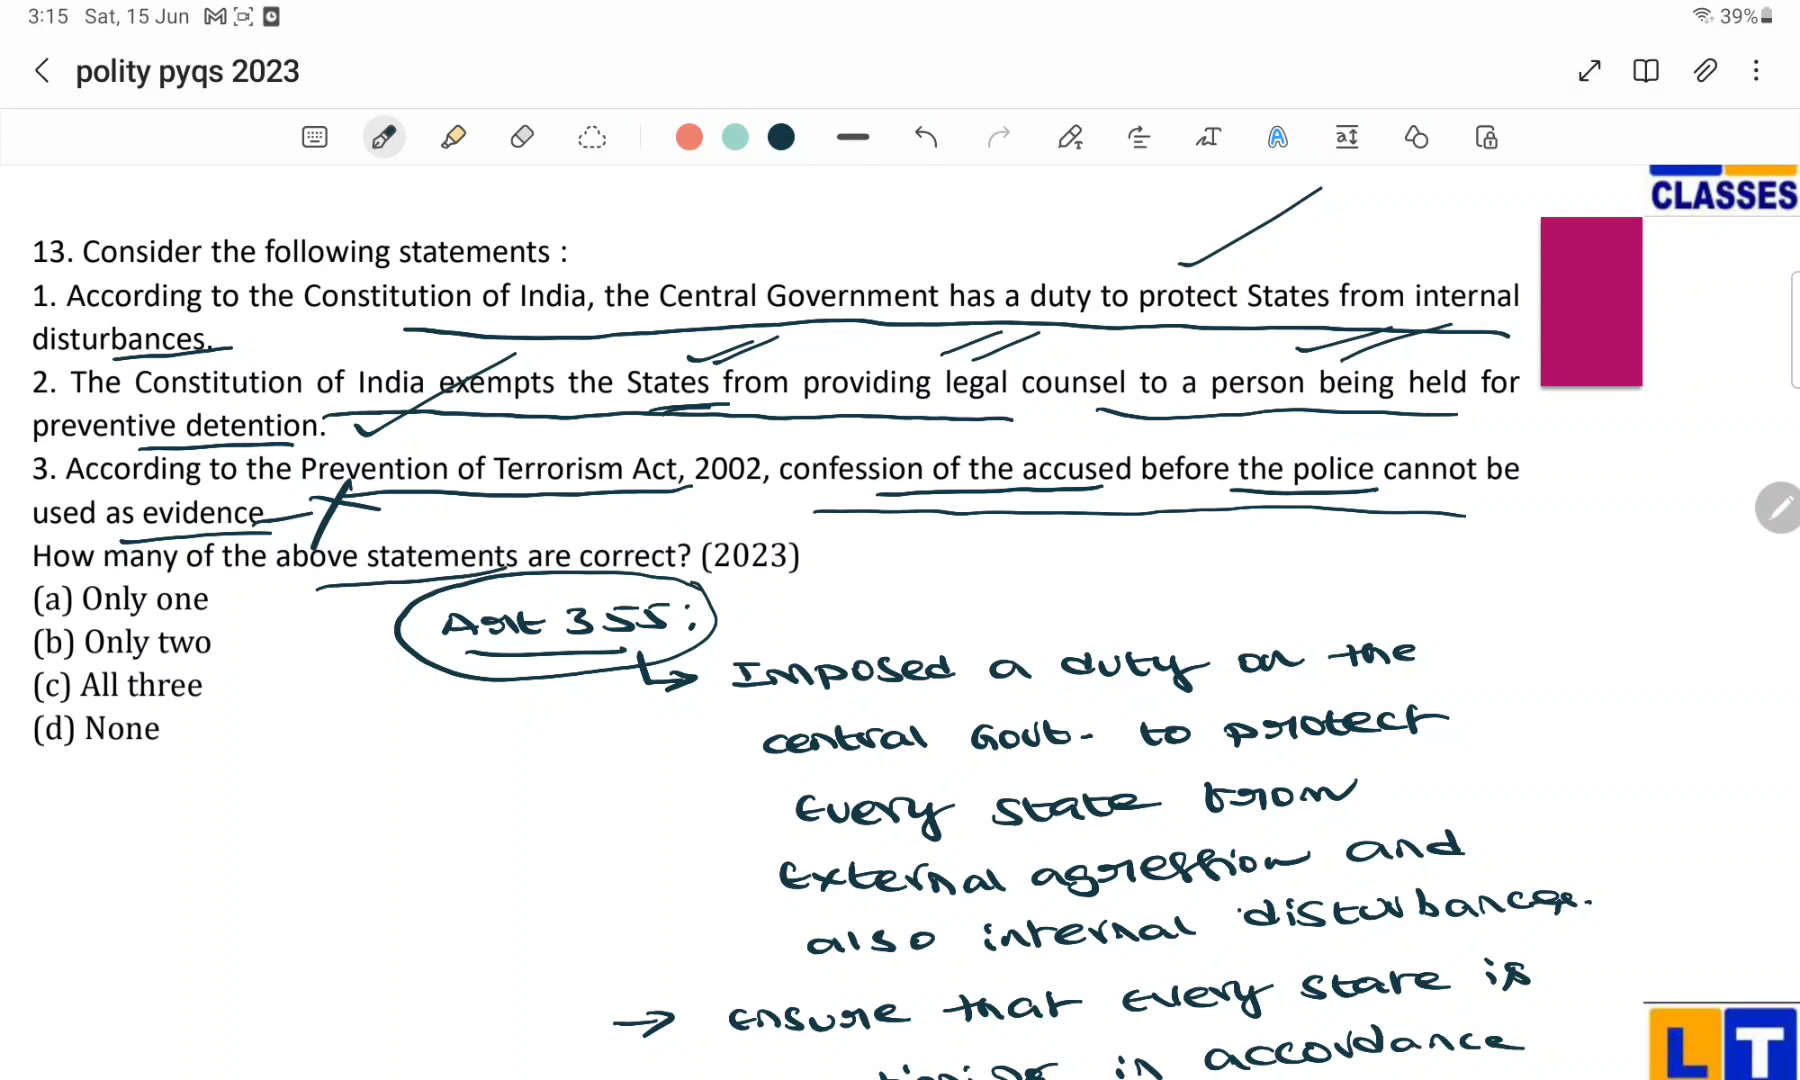 3:15 Sat, 15 Jun
39%
polity pyqs 2023
CLASSES
13. Consider the following statements :
1. According to the Constitution of India, the Central Government has a duty to protect States from internal
disturbances.
2. The Constitution of India exempts the States from providing legal counsel to a person being held for
preventive detention.
3. According to the Prevention of Terrorism Act, 2002, confession of the accused before the police cannot be
used as evidence
How many of the above statements are correct? (2023)
(a) Only one
(b) Only two
(c) All three
(d) None
Art 355:
Imposed a duty on the
central Govt. to protect
Every state from
External agression and
also internal disturbances.
→ Ensure that every state is
in accordance
LT